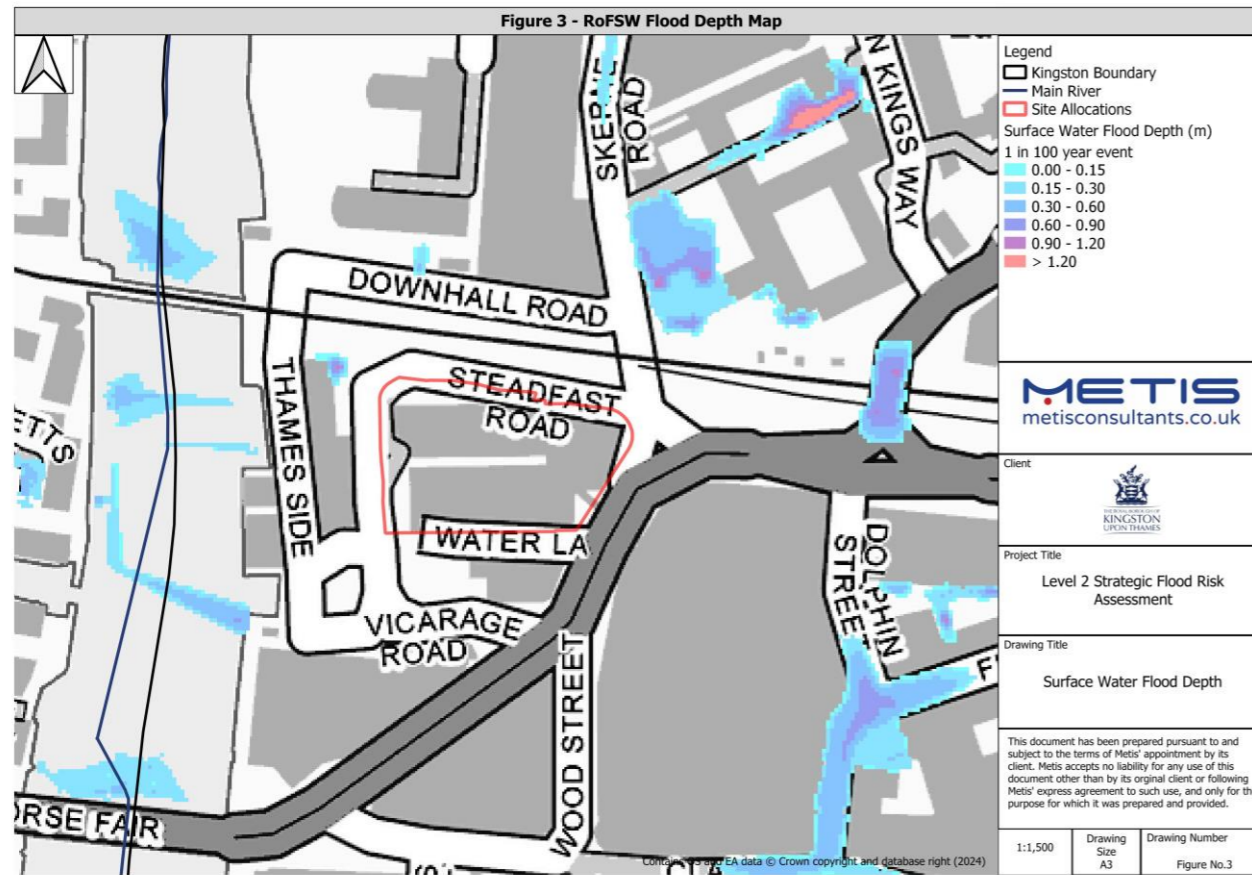 Figure 3 - RoFSW Flood Depth Map
Legend
Kingston Boundary
Main River
Site Allocations
Surface Water Flood Depth (m)
1 in 100 year event
0.00 - 0.15
0.15 - 0.30
0.30 - 0.60
0.60 - 0.90
0.90 - 1.20
> 1.20
SKERNE
ROAD
N KINGS WAY
DOWNHALL ROAD
STEADFAST
ROAD
THAMES SIDE
ETTS
WATER LA
VICARAGE
ROAD
DOLPHIN
STREET
WOOD STREET
ORSE FAIR
Contains OS and EA data © Crown copyright and database right (2024)
METIS
metisconsultants.co.uk
Client
THE ROYAL BOROUGH OF
KINGSTON
UPON THAMES
Project Title
Level 2 Strategic Flood Risk
Assessment
Drawing Title
Surface Water Flood Depth
This document has been prepared pursuant to and
subject to the terms of Metis' appointment by its
client. Metis accepts no liability for any use of this
document other than by its orginal client or following
Metis' express agreement to such use, and only for the
purpose for which it was prepared and provided.
1:1,500
Drawing
Size
A3
Drawing Number
Figure No.3